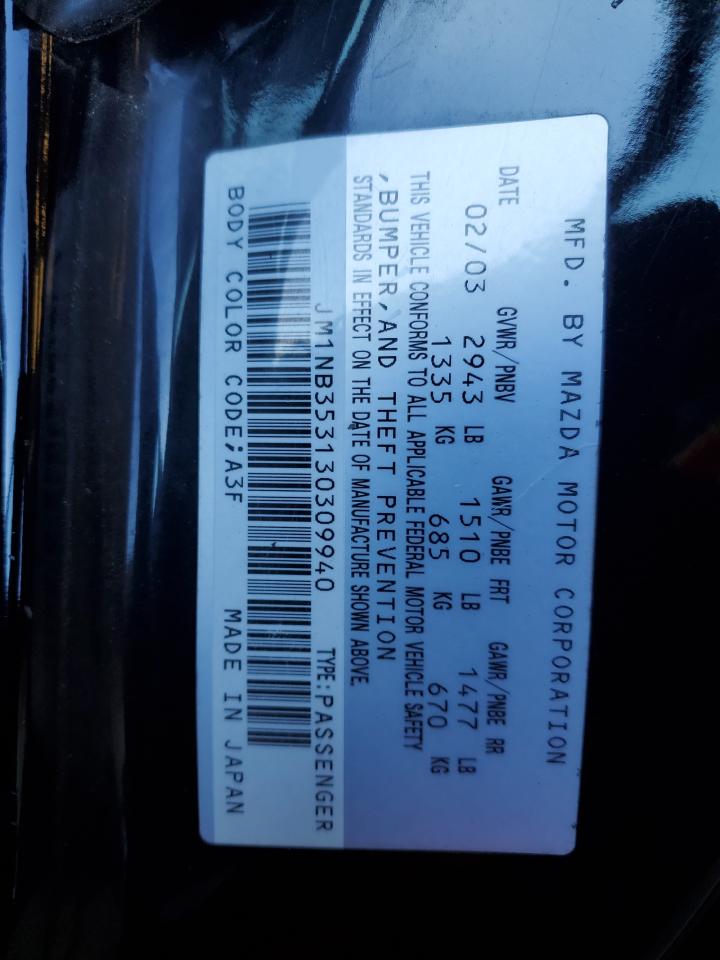 MFD. BY MAZDA MOTOR CORPORATION
DATE GVWR/PNBV GAWR/PNBE FRT GAWR/PNBE RR
02/03 2943 LB 1510 LB 1477 LB
1335 KG 685 KG 670 KG
THIS VEHICLE CONFORMS TO ALL APPLICABLE FEDERAL MOTOR VEHICLE SAFETY
,BUMPER,AND THEFT PREVENTION
STANDARDS IN EFFECT ON THE DATE OF MANUFACTURE SHOWN ABOVE.
JM1NB353130309940 TYPE:PASSENGER
BODY COLOR CODE;A3F MADE IN JAPAN